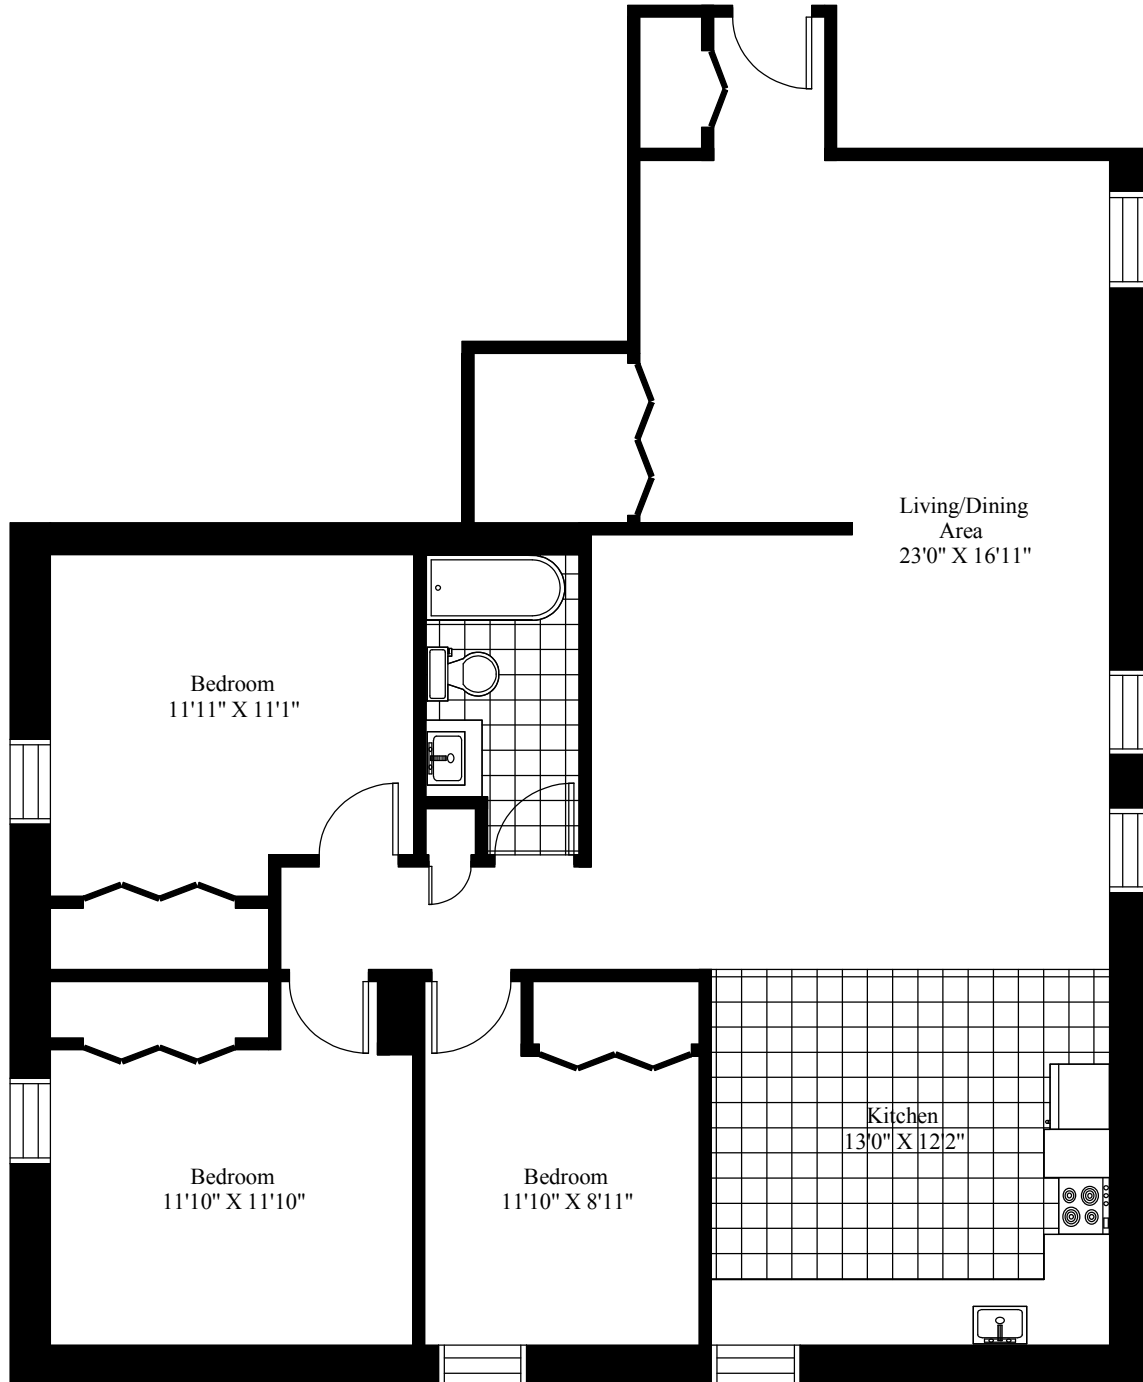 Living/Dining
Area
23'0" X 16'11"
Bedroom
11'11" X 11'1"
Kitchen
13'0" X 12'2"
Bedroom
11'10" X 11'10"
Bedroom
11'10" X 8'11"